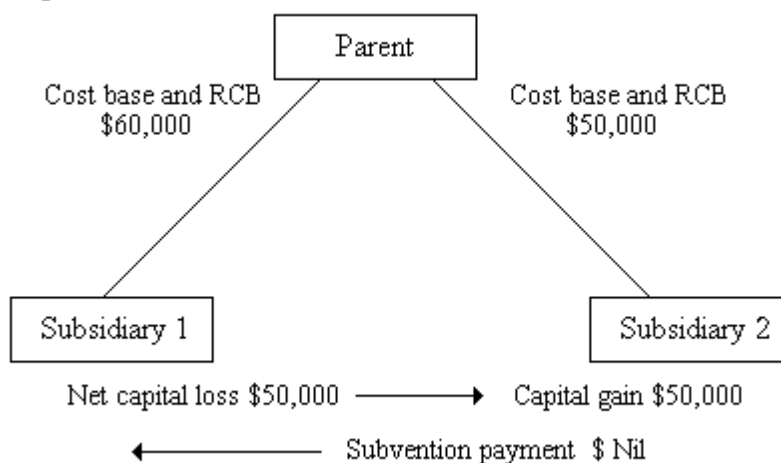 Parent
Cost base and RCB
$60,000
Cost base and RCB
$50,000
Subsidiary 1
Subsidiary 2
Net capital loss $50,000
Capital gain $50,000
Subvention payment $ Nil